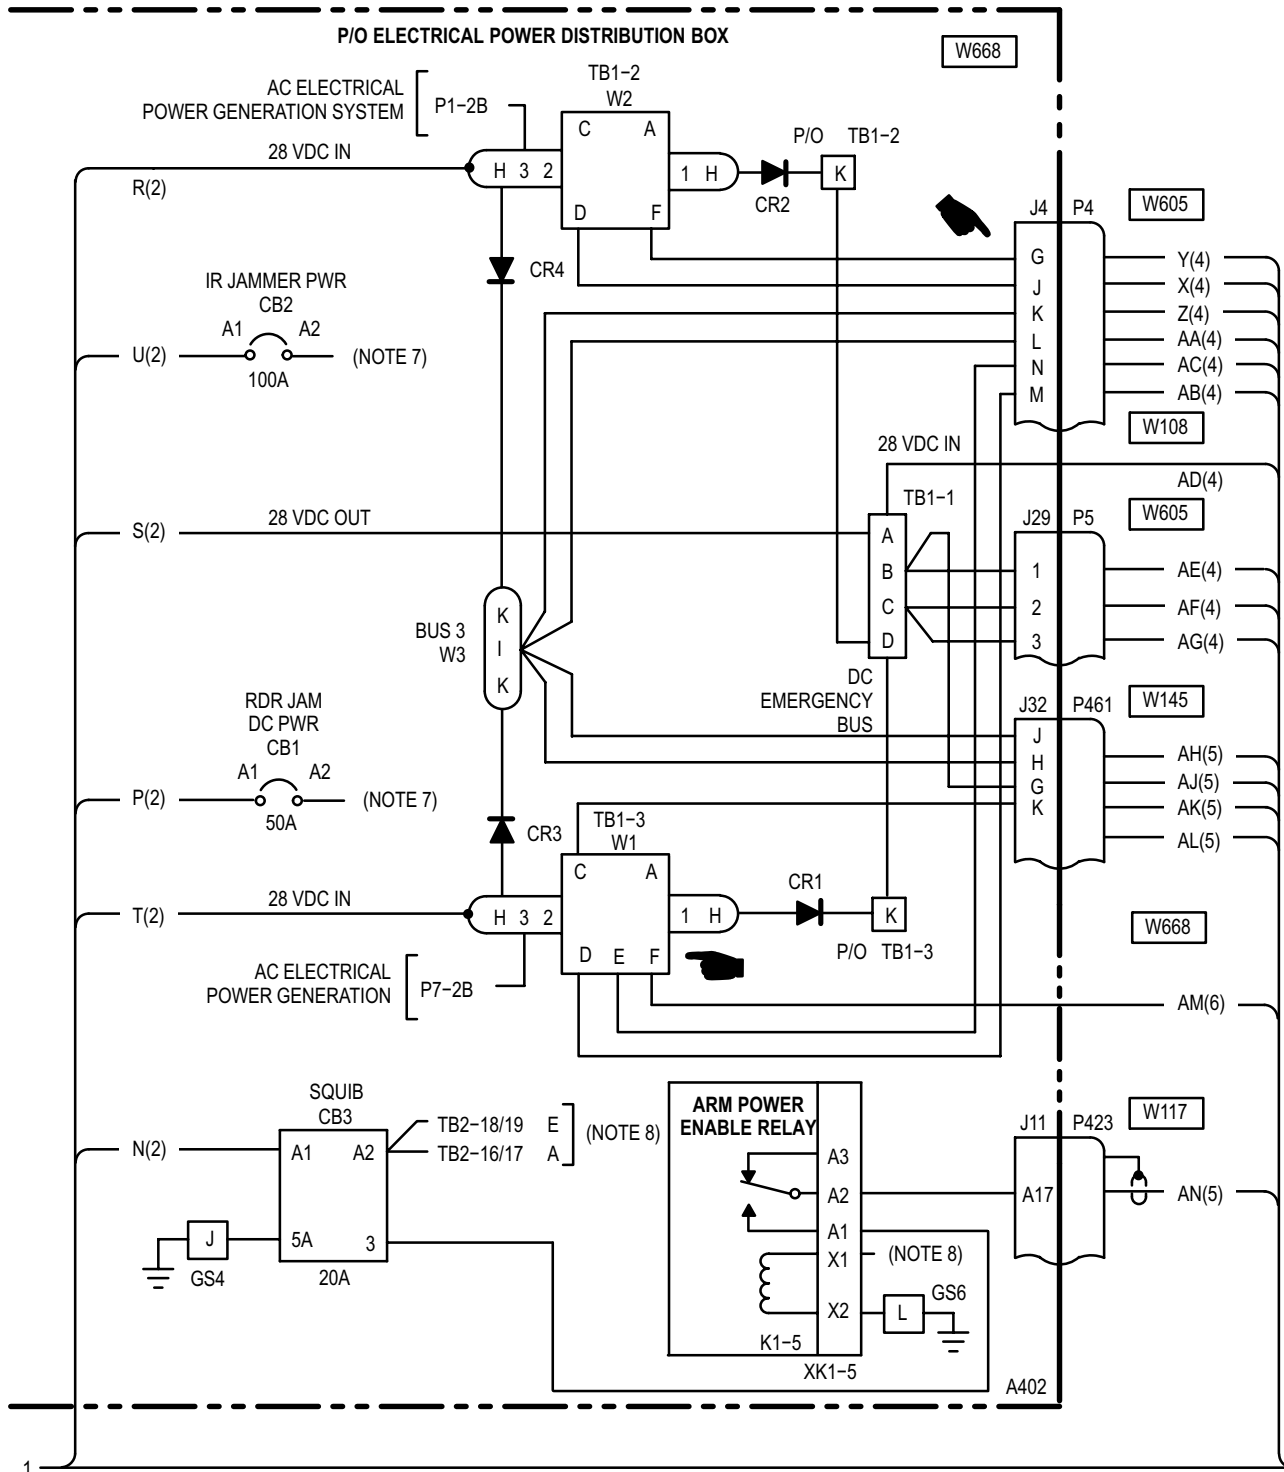 P/O ELECTRICAL POWER DISTRIBUTION BOX
W668
AC ELECTRICAL
POWER GENERATION SYSTEM
P1−2B
TB1−2
W2
C A
P/O TB1−2
28 VDC IN
H 3 2
1 H
K
R(2)
CR2
D F
W605
J4 P4
CR4
G Y(4)
J X(4)
K Z(4)
L AA(4)
N AC(4)
M AB(4)
IR JAMMER PWR
CB2
A1 A2
U(2)
(NOTE 7)
100A
W108
28 VDC IN
AD(4)
TB1−1
W605
J29 P5
S(2)
28 VDC OUT
A
B
C
D
1 AE(4)
2 AF(4)
3 AG(4)
BUS 3
W3
K
I
K
DC
EMERGENCY
BUS
W145
J32 P461
RDR JAM
DC PWR
CB1
A1 A2
P(2)
(NOTE 7)
50A
J
H AH(5)
G AJ(5)
K AK(5)
AL(5)
CR3
TB1−3
W1
C A
CR1
28 VDC IN
T(2)
H 3 2
1 H
K
P/O TB1−3
W668
D E F
AC ELECTRICAL
POWER GENERATION
P7−2B
AM(6)
SQUIB
CB3
TB2−18/19 E
TB2−16/17 A
(NOTE 8)
N(2)
A1 A2
5A 3
J
GS4
20A
ARM POWER
ENABLE RELAY
A3
A2
A1
X1
X2
(NOTE 8)
GS6
L
K1−5
XK1−5
W117
J11 P423
A17
AN(5)
A402
1